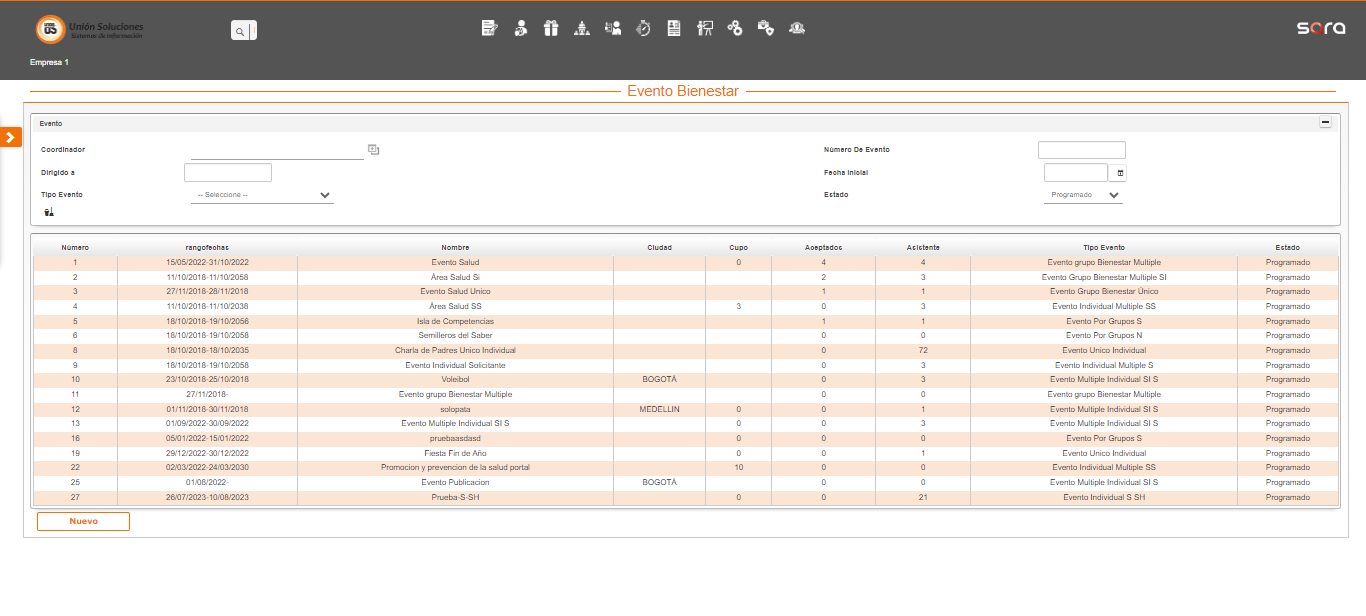 Unión Soluciones
Sistemas de Información
sora
Empresa 1
Evento Bienestar
Evento
Coordinador
Número De Evento
Dirigido a
Fecha Inicial
Tipo Evento -- Seleccione --
Estado Programado
Número rangofechas Nombre Ciudad Cupo Aceptados Asistente Tipo Evento Estado
1 15/05/2022-31/10/2022 Evento Salud 0 4 4 Evento grupo Bienestar Multiple Programado
2 11/10/2018-11/10/2058 Área Salud Si 2 3 Evento Grupo Bienestar Multiple SI Programado
3 27/11/2018-28/11/2018 Evento Salud Unico 1 1 Evento Grupo Bienestar Único Programado
4 11/10/2018-11/10/2038 Área Salud SS 3 0 3 Evento Individual Multiple SS Programado
5 18/10/2018-19/10/2056 Isla de Competencias 1 1 Evento Por Grupos S Programado
6 18/10/2018-19/10/2058 Semilleros del Saber 0 0 Evento Por Grupos N Programado
8 18/10/2018-18/10/2035 Charla de Padres Unico Individual 0 72 Evento Unico Individual Programado
9 18/10/2018-19/10/2058 Evento Individual Solicitante 0 3 Evento Individual Multiple S Programado
10 23/10/2018-25/10/2018 Voleibol BOGOTÁ 0 3 Evento Multiple Individual SI S Programado
11 27/11/2018- Evento grupo Bienestar Multiple 0 0 Evento grupo Bienestar Multiple Programado
12 01/11/2018-30/11/2018 solopata MEDELLIN 0 0 1 Evento Multiple Individual SI S Programado
13 01/09/2022-30/09/2022 Evento Multiple Individual SI S 0 0 3 Evento Multiple Individual SI S Programado
16 05/01/2022-15/01/2022 pruebaasdasd 0 0 0 Evento Por Grupos S Programado
19 29/12/2022-30/12/2022 Fiesta Fin de Año 0 0 1 Evento Unico Individual Programado
22 02/03/2022-24/03/2030 Promocion y prevencion de la salud portal 10 0 0 Evento Individual Multiple SS Programado
25 01/08/2022- Evento Publicacion BOGOTÁ 0 0 Evento Multiple Individual SI S Programado
27 26/07/2023-10/08/2023 Prueba-S-SH 0 0 21 Evento Individual S SH Programado
Nuevo